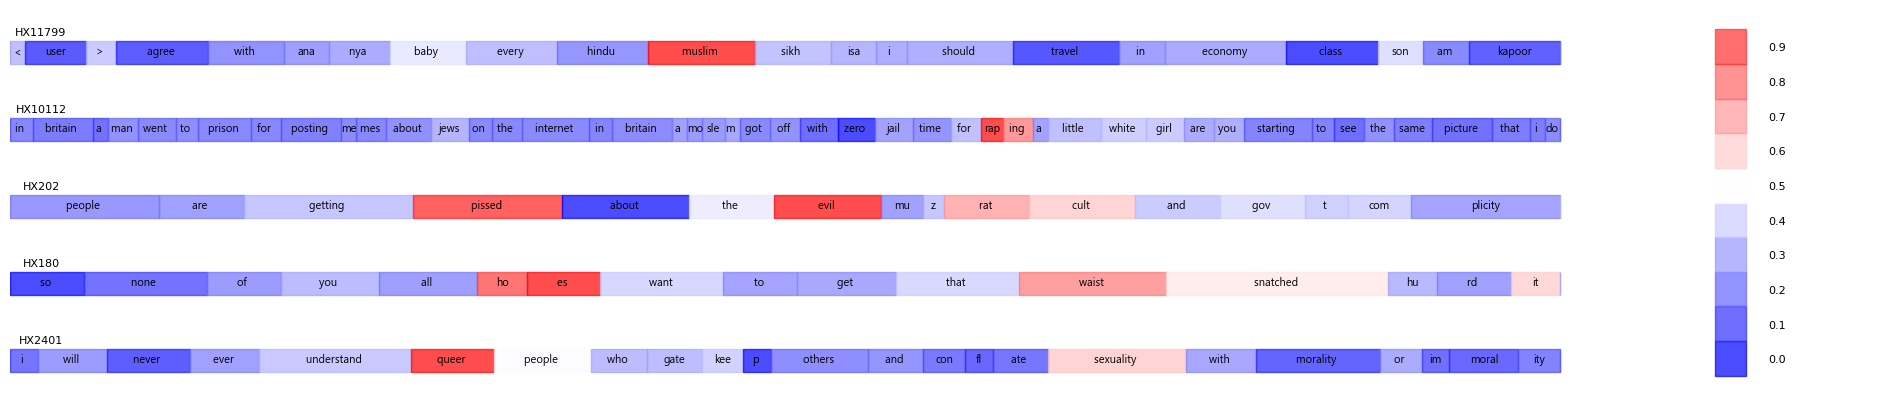 HX11799
< user > agree with ana nya baby every hindu muslim sikh isa i should travel in economy class son am kapoor
HX10112
in britain a man went to prison for posting me mes about jews on the internet in britain a mo sle m got off with zero jail time for rap ing a little white girl are you starting to see the same picture that i do
HX202
people are getting pissed about the evil mu z rat cult and gov t com plicity
HX180
so none of you all ho es want to get that waist snatched hu rd it
HX2401
i will never ever understand queer people who gate kee p others and con fl ate sexuality with morality or im moral ity
0.9
0.8
0.7
0.6
0.5
0.4
0.3
0.2
0.1
0.0